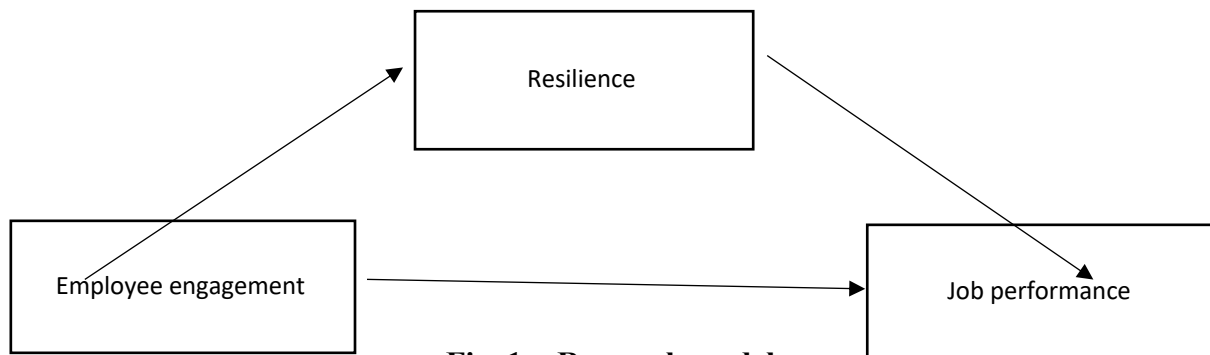 Resilience
Employee engagement
Job performance
Fig. 1. Research model